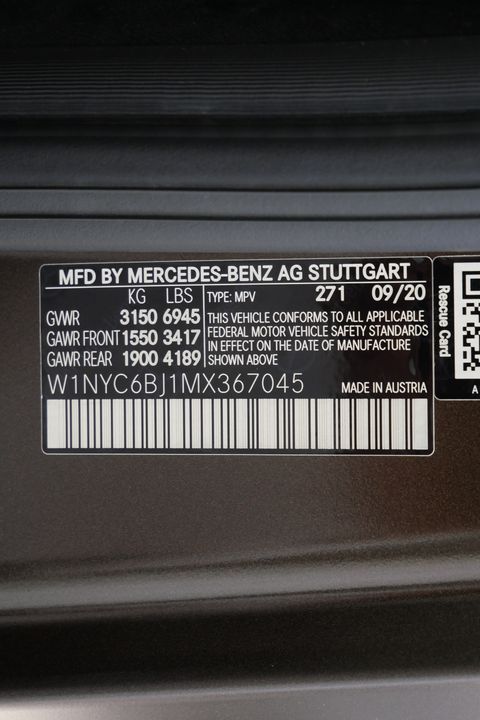 MFD BY MERCEDES-BENZ AG STUTTGART
KG LBS
GVWR 3150 6945
GAWR FRONT 1550 3417
GAWR REAR 1900 4189
TYPE: MPV 271 09/20
THIS VEHICLE CONFORMS TO ALL APPLICABLE
FEDERAL MOTOR VEHICLE SAFETY STANDARDS
IN EFFECT ON THE DATE OF MANUFACTURE
SHOWN ABOVE
W1NYC6BJ1MX367045 MADE IN AUSTRIA
Rescue Card
A